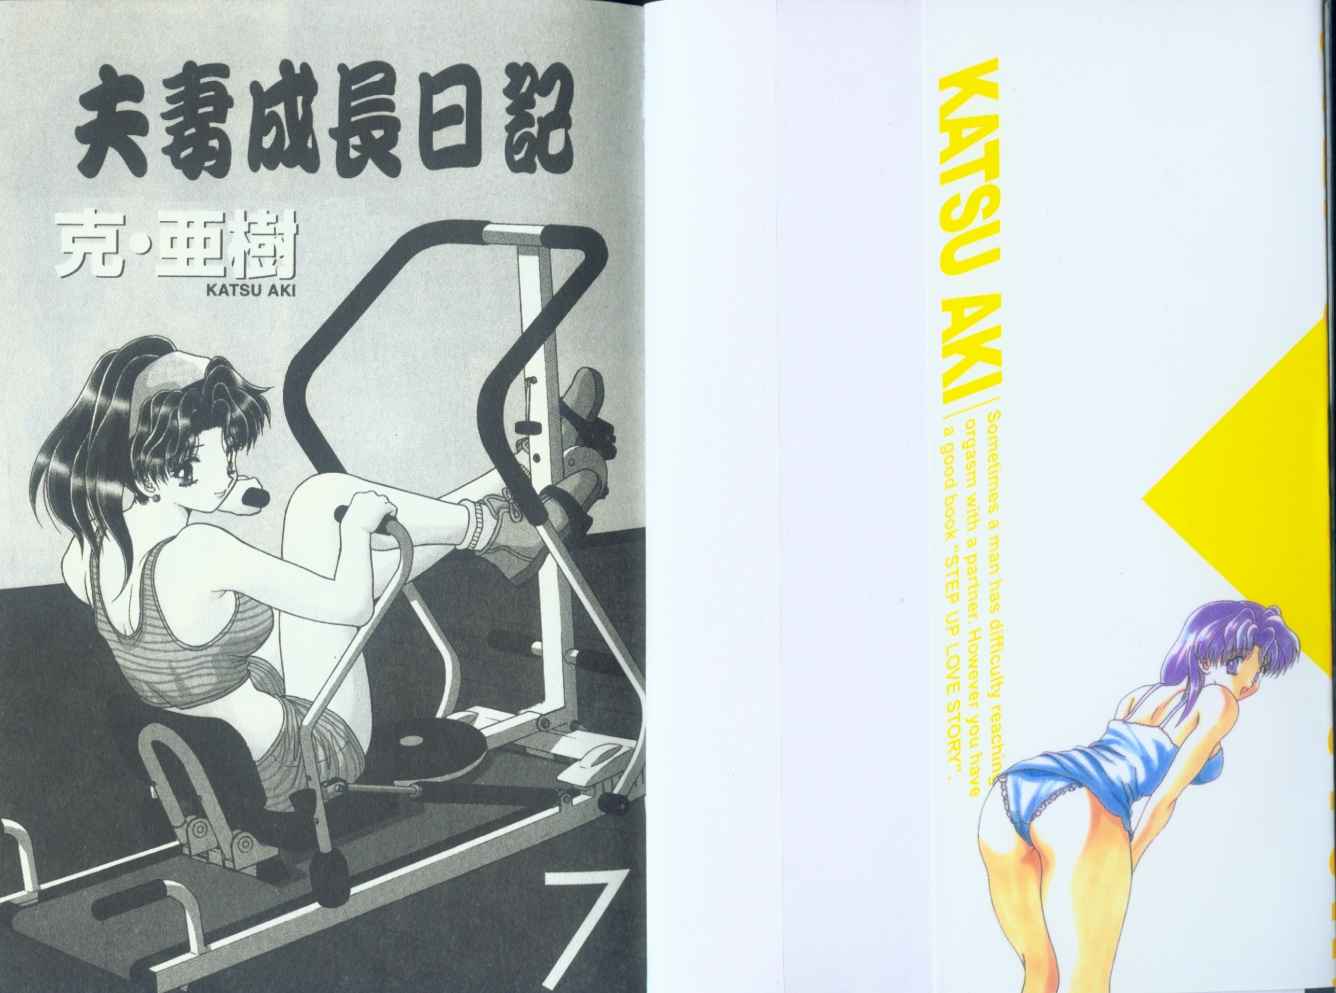 夫妻成長日記
克・亜樹
KATSU AKI
7
KATSU AKI
Sometimes a man has difficulty reaching
orgasm with a partner. However you have
a good book "STEP UP LOVE STORY".